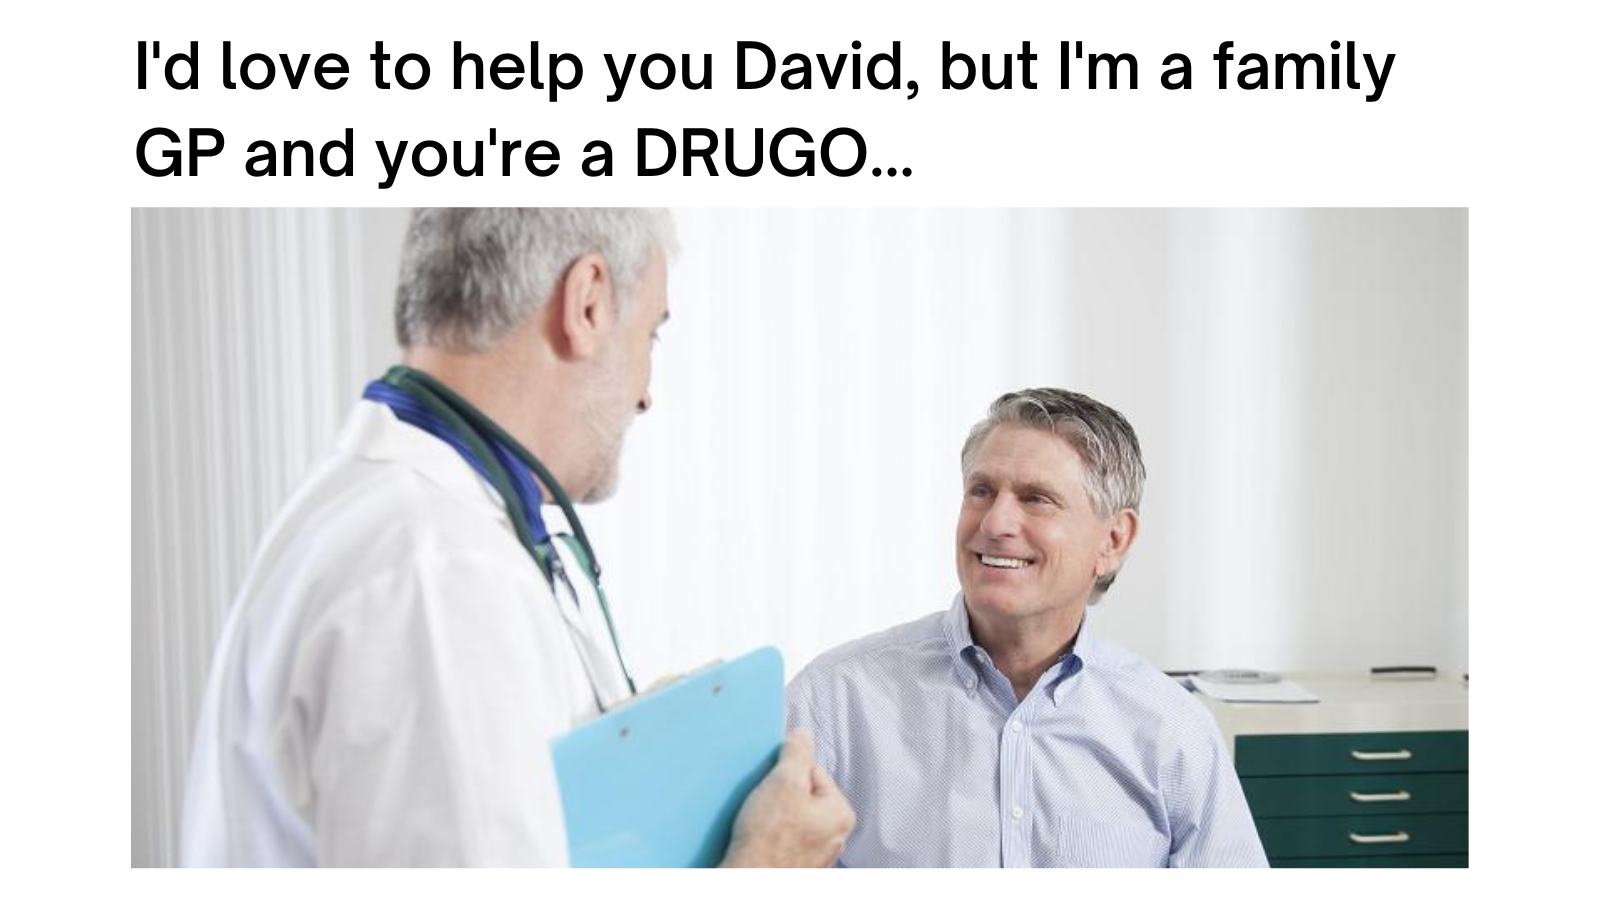 I'd love to help you David, but I'm a family
GP and you're a DRUGO...